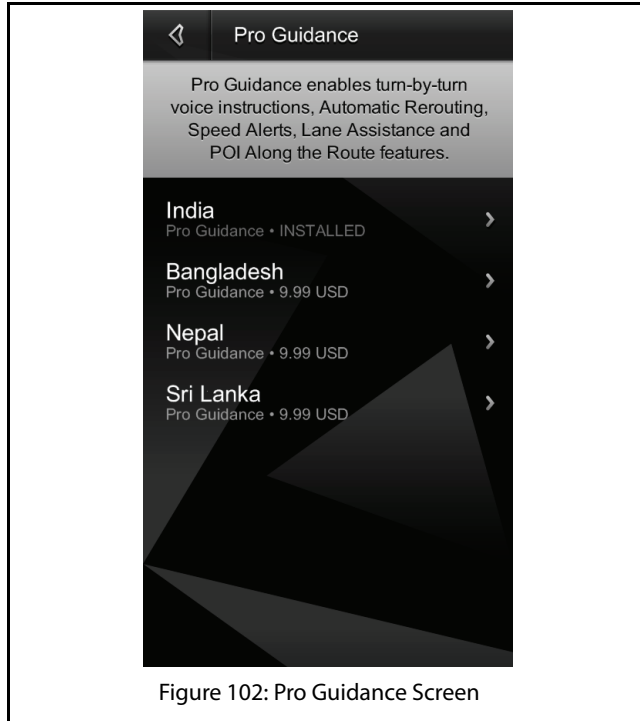 Pro Guidance
Pro Guidance enables turn-by-turn
voice instructions, Automatic Rerouting,
Speed Alerts, Lane Assistance and
POI Along the Route features.
India
Pro Guidance • INSTALLED
Bangladesh
Pro Guidance • 9.99 USD
Nepal
Pro Guidance • 9.99 USD
Sri Lanka
Pro Guidance • 9.99 USD
Figure 102: Pro Guidance Screen